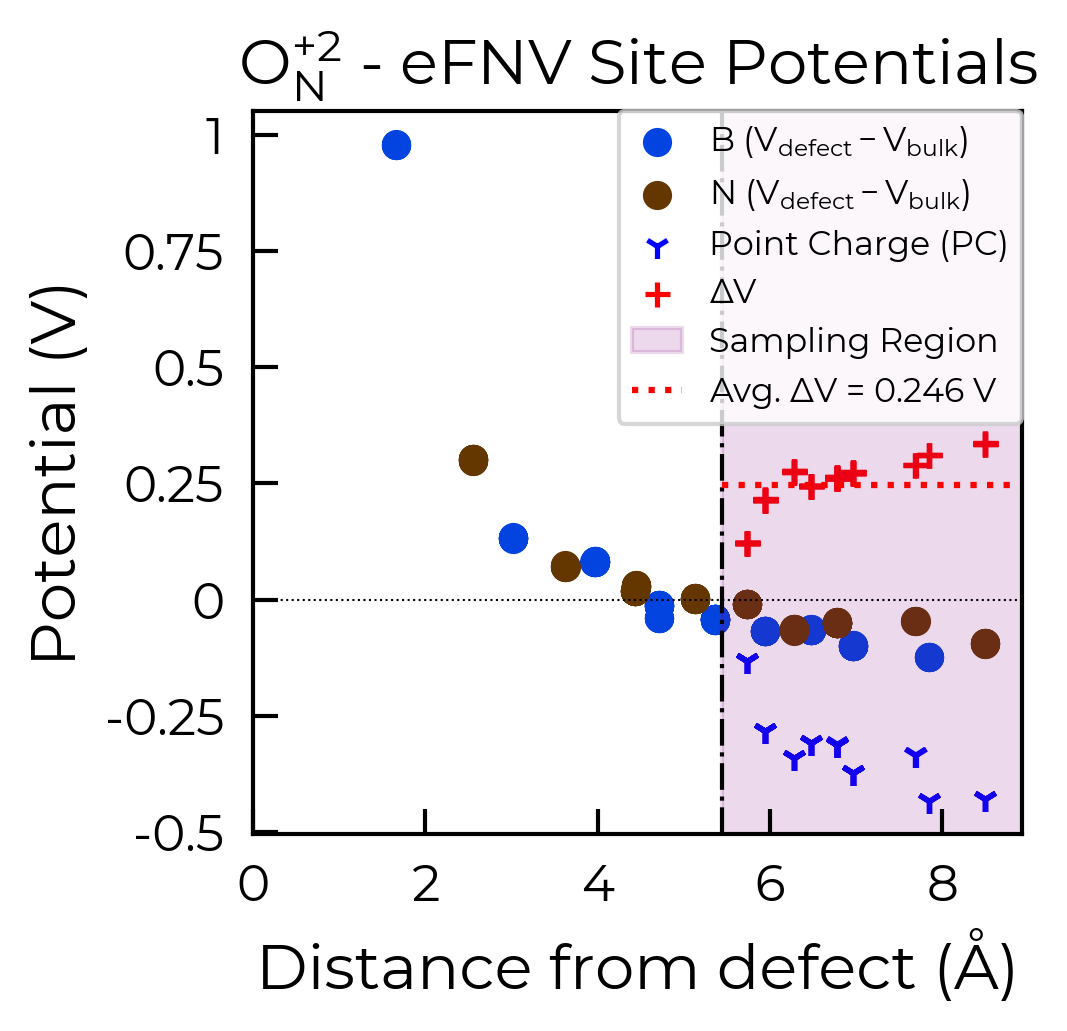 O_N^{+2} - eFNV Site Potentials
B (V_defect − V_bulk)
N (V_defect − V_bulk)
Point Charge (PC)
ΔV
Sampling Region
Avg. ΔV = 0.246 V
Potential (V)
1
0.75
0.5
0.25
0
-0.25
-0.5
0 2 4 6 8
Distance from defect (Å)